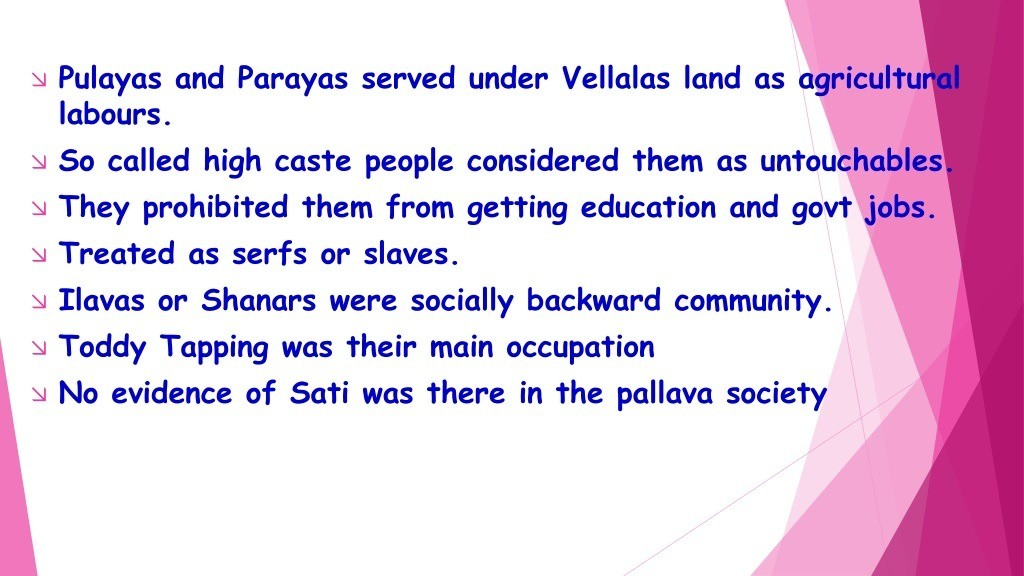 Pulayas and Parayas served under Vellalas land as agricultural
labours.
So called high caste people considered them as untouchables.
They prohibited them from getting education and govt jobs.
Treated as serfs or slaves.
Ilavas or Shanars were socially backward community.
Toddy Tapping was their main occupation
No evidence of Sati was there in the pallava society